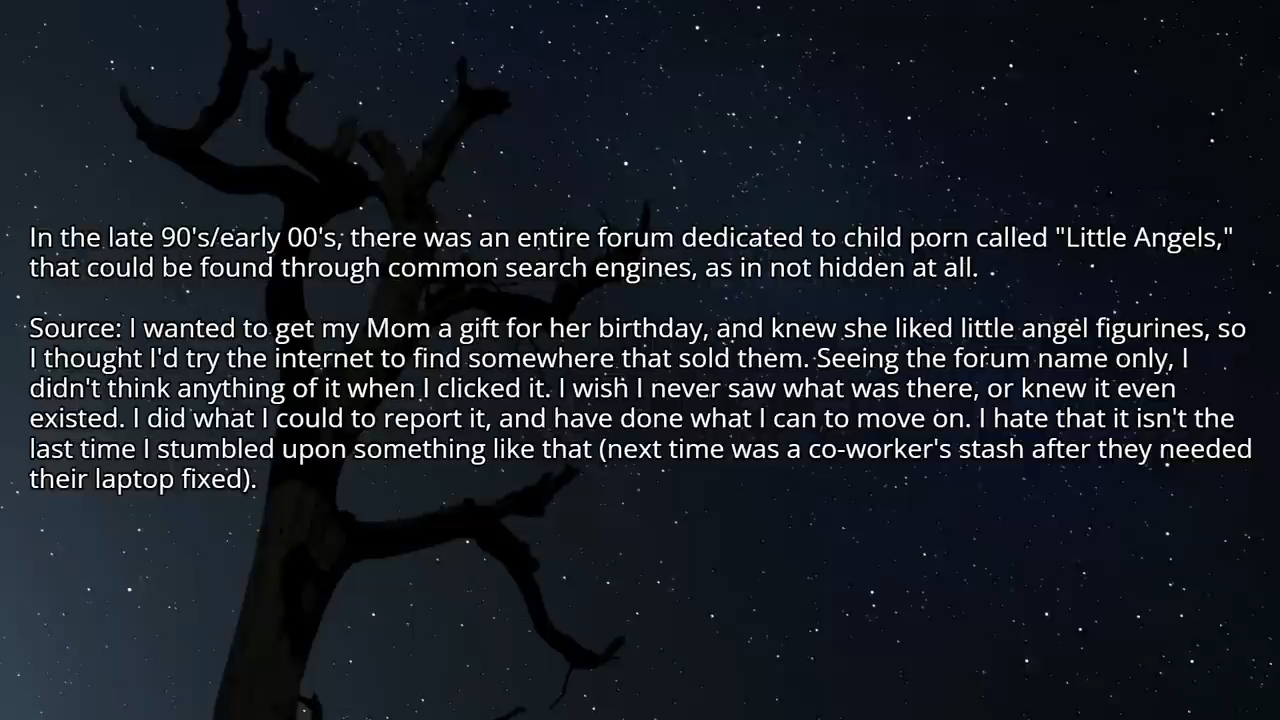 In the late 90's/early 00's, there was an entire forum dedicated to child porn called "Little Angels,"
that could be found through common search engines, as in not hidden at all.
Source: I wanted to get my Mom a gift for her birthday, and knew she liked little angel figurines, so
I thought I'd try the internet to find somewhere that sold them. Seeing the forum name only, I
didn't think anything of it when I clicked it. I wish I never saw what was there, or knew it even
existed. I did what I could to report it, and have done what I can to move on. I hate that it isn't the
last time I stumbled upon something like that (next time was a co-worker's stash after they needed
their laptop fixed).